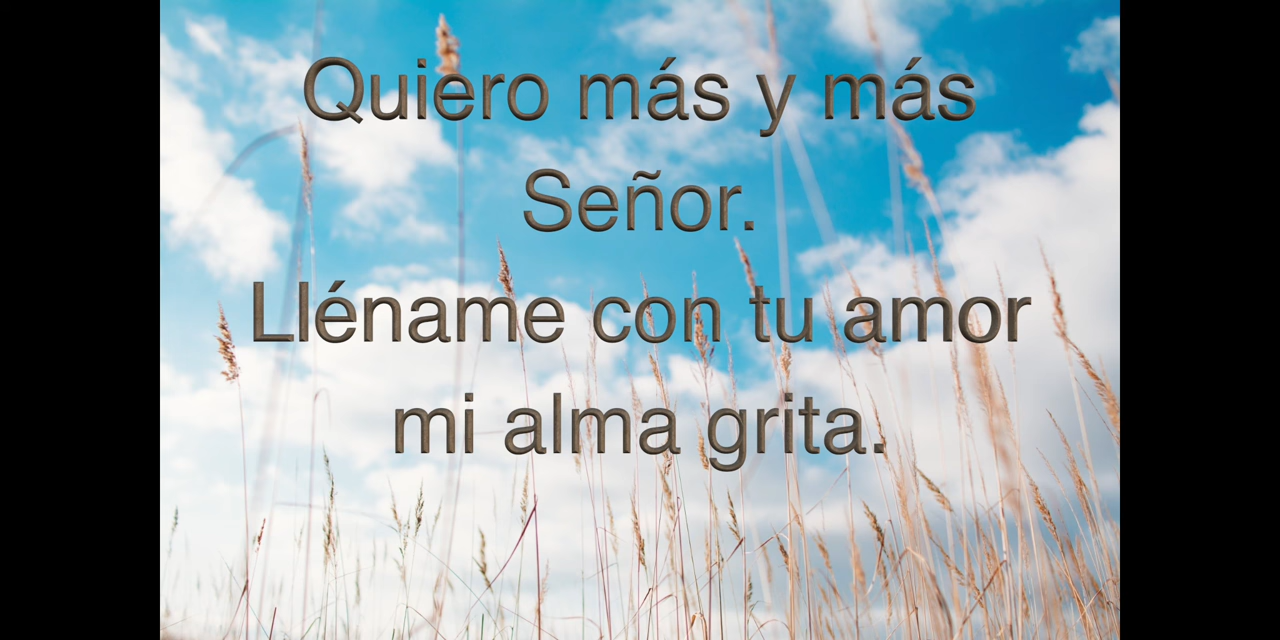 Quiero más y más
Señor.
Lléname con tu amor
mi alma grita.